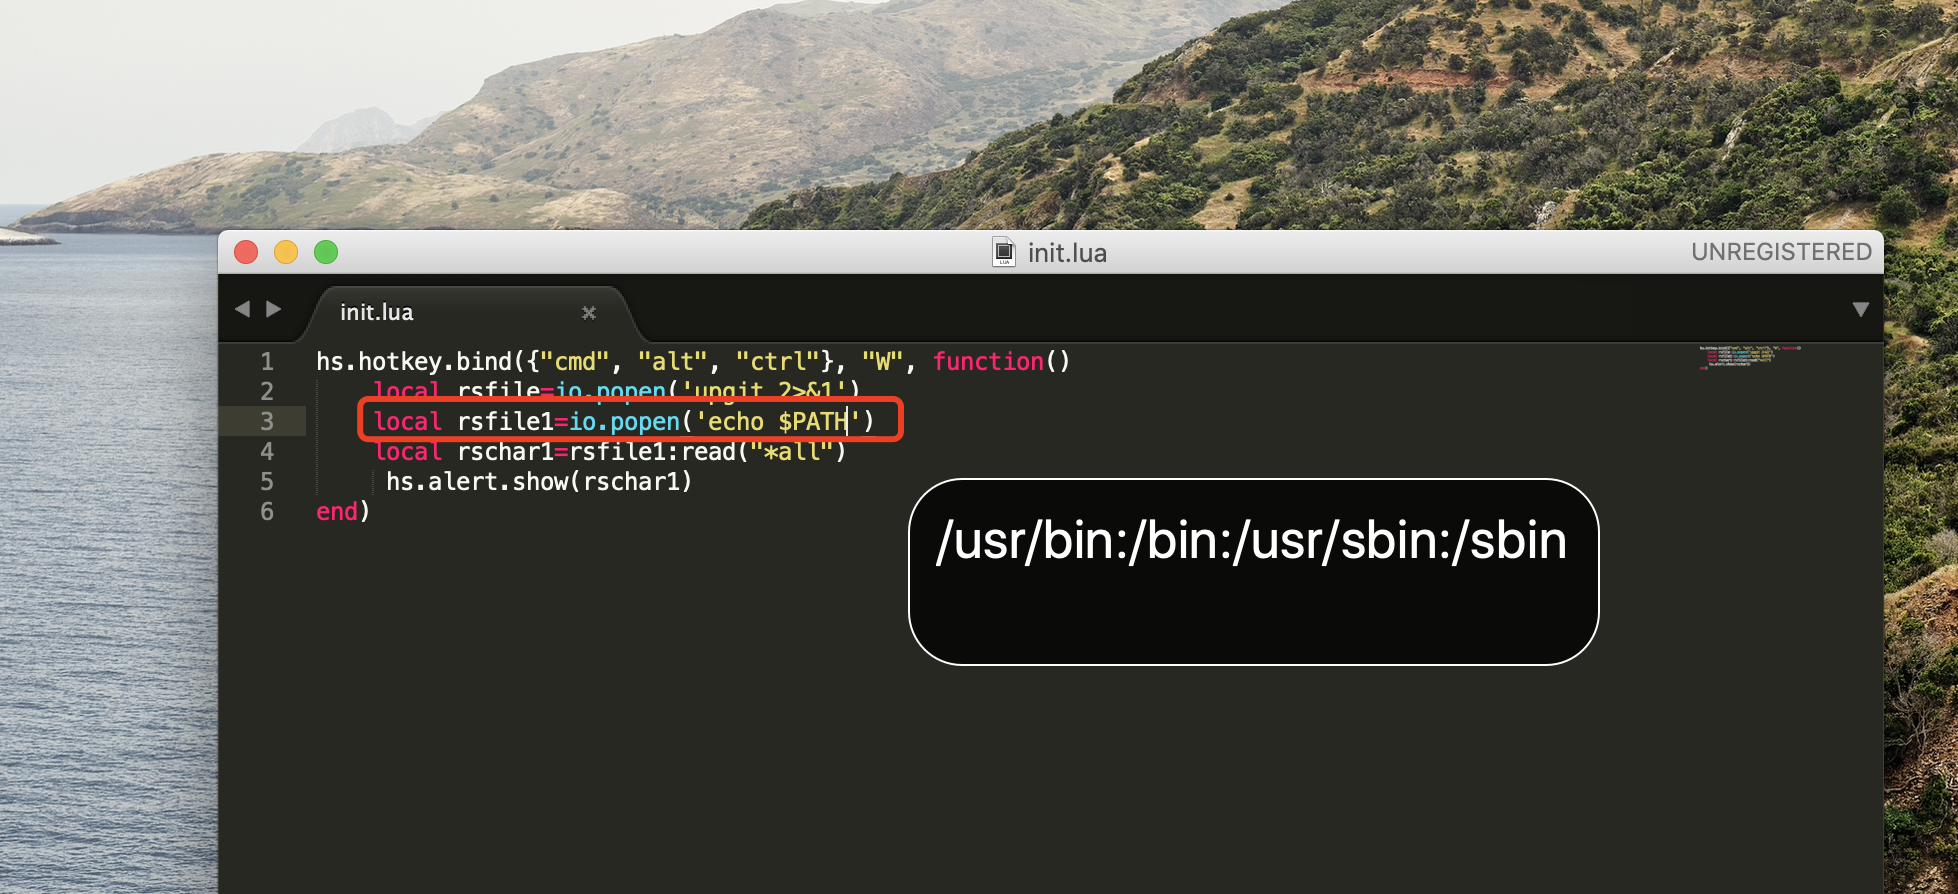 init.lua
UNREGISTERED
init.lua
1 hs.hotkey.bind({"cmd", "alt", "ctrl"}, "W", function()
2 local rsfile=io.popen('upgit 2>&1')
3 local rsfile1=io.popen('echo $PATH')
4 local rschar1=rsfile1:read("*all")
5 hs.alert.show(rschar1)
6 end)
/usr/bin:/bin:/usr/sbin:/sbin